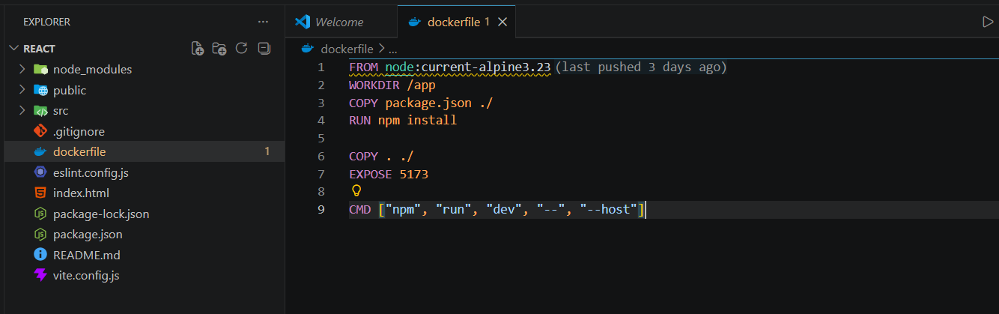 EXPLORER
...
REACT
node_modules
public
src
.gitignore
dockerfile 1
eslint.config.js
index.html
package-lock.json
package.json
README.md
vite.config.js
Welcome
dockerfile 1
dockerfile > ...
1 FROM node:current-alpine3.23 (last pushed 3 days ago)
2 WORKDIR /app
3 COPY package.json ./
4 RUN npm install
5
6 COPY . ./
7 EXPOSE 5173
8
9 CMD ["npm", "run", "dev", "--", "--host"]